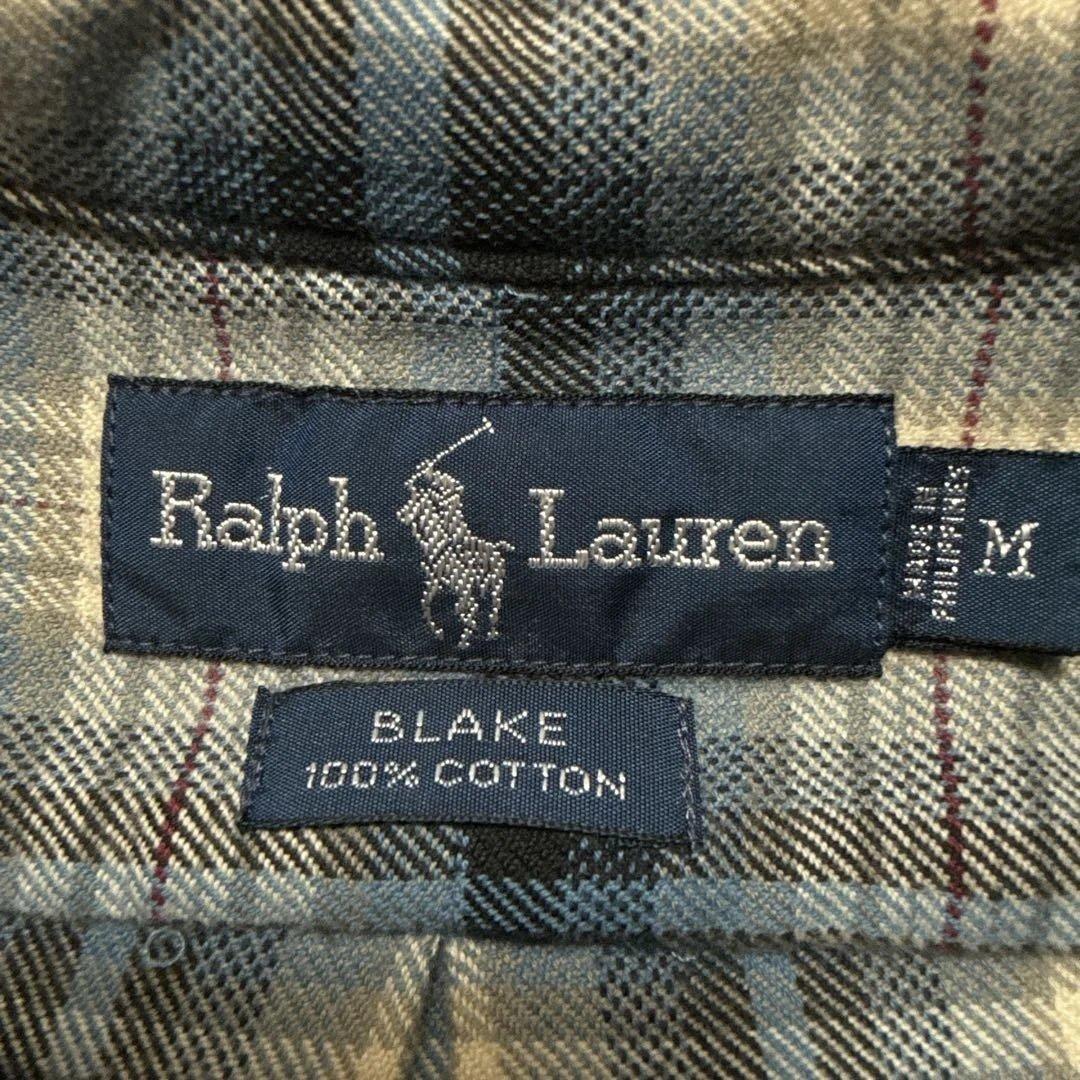 Ralph Lauren
MADE IN
PHILIPPINES
M
BLAKE
100% COTTON